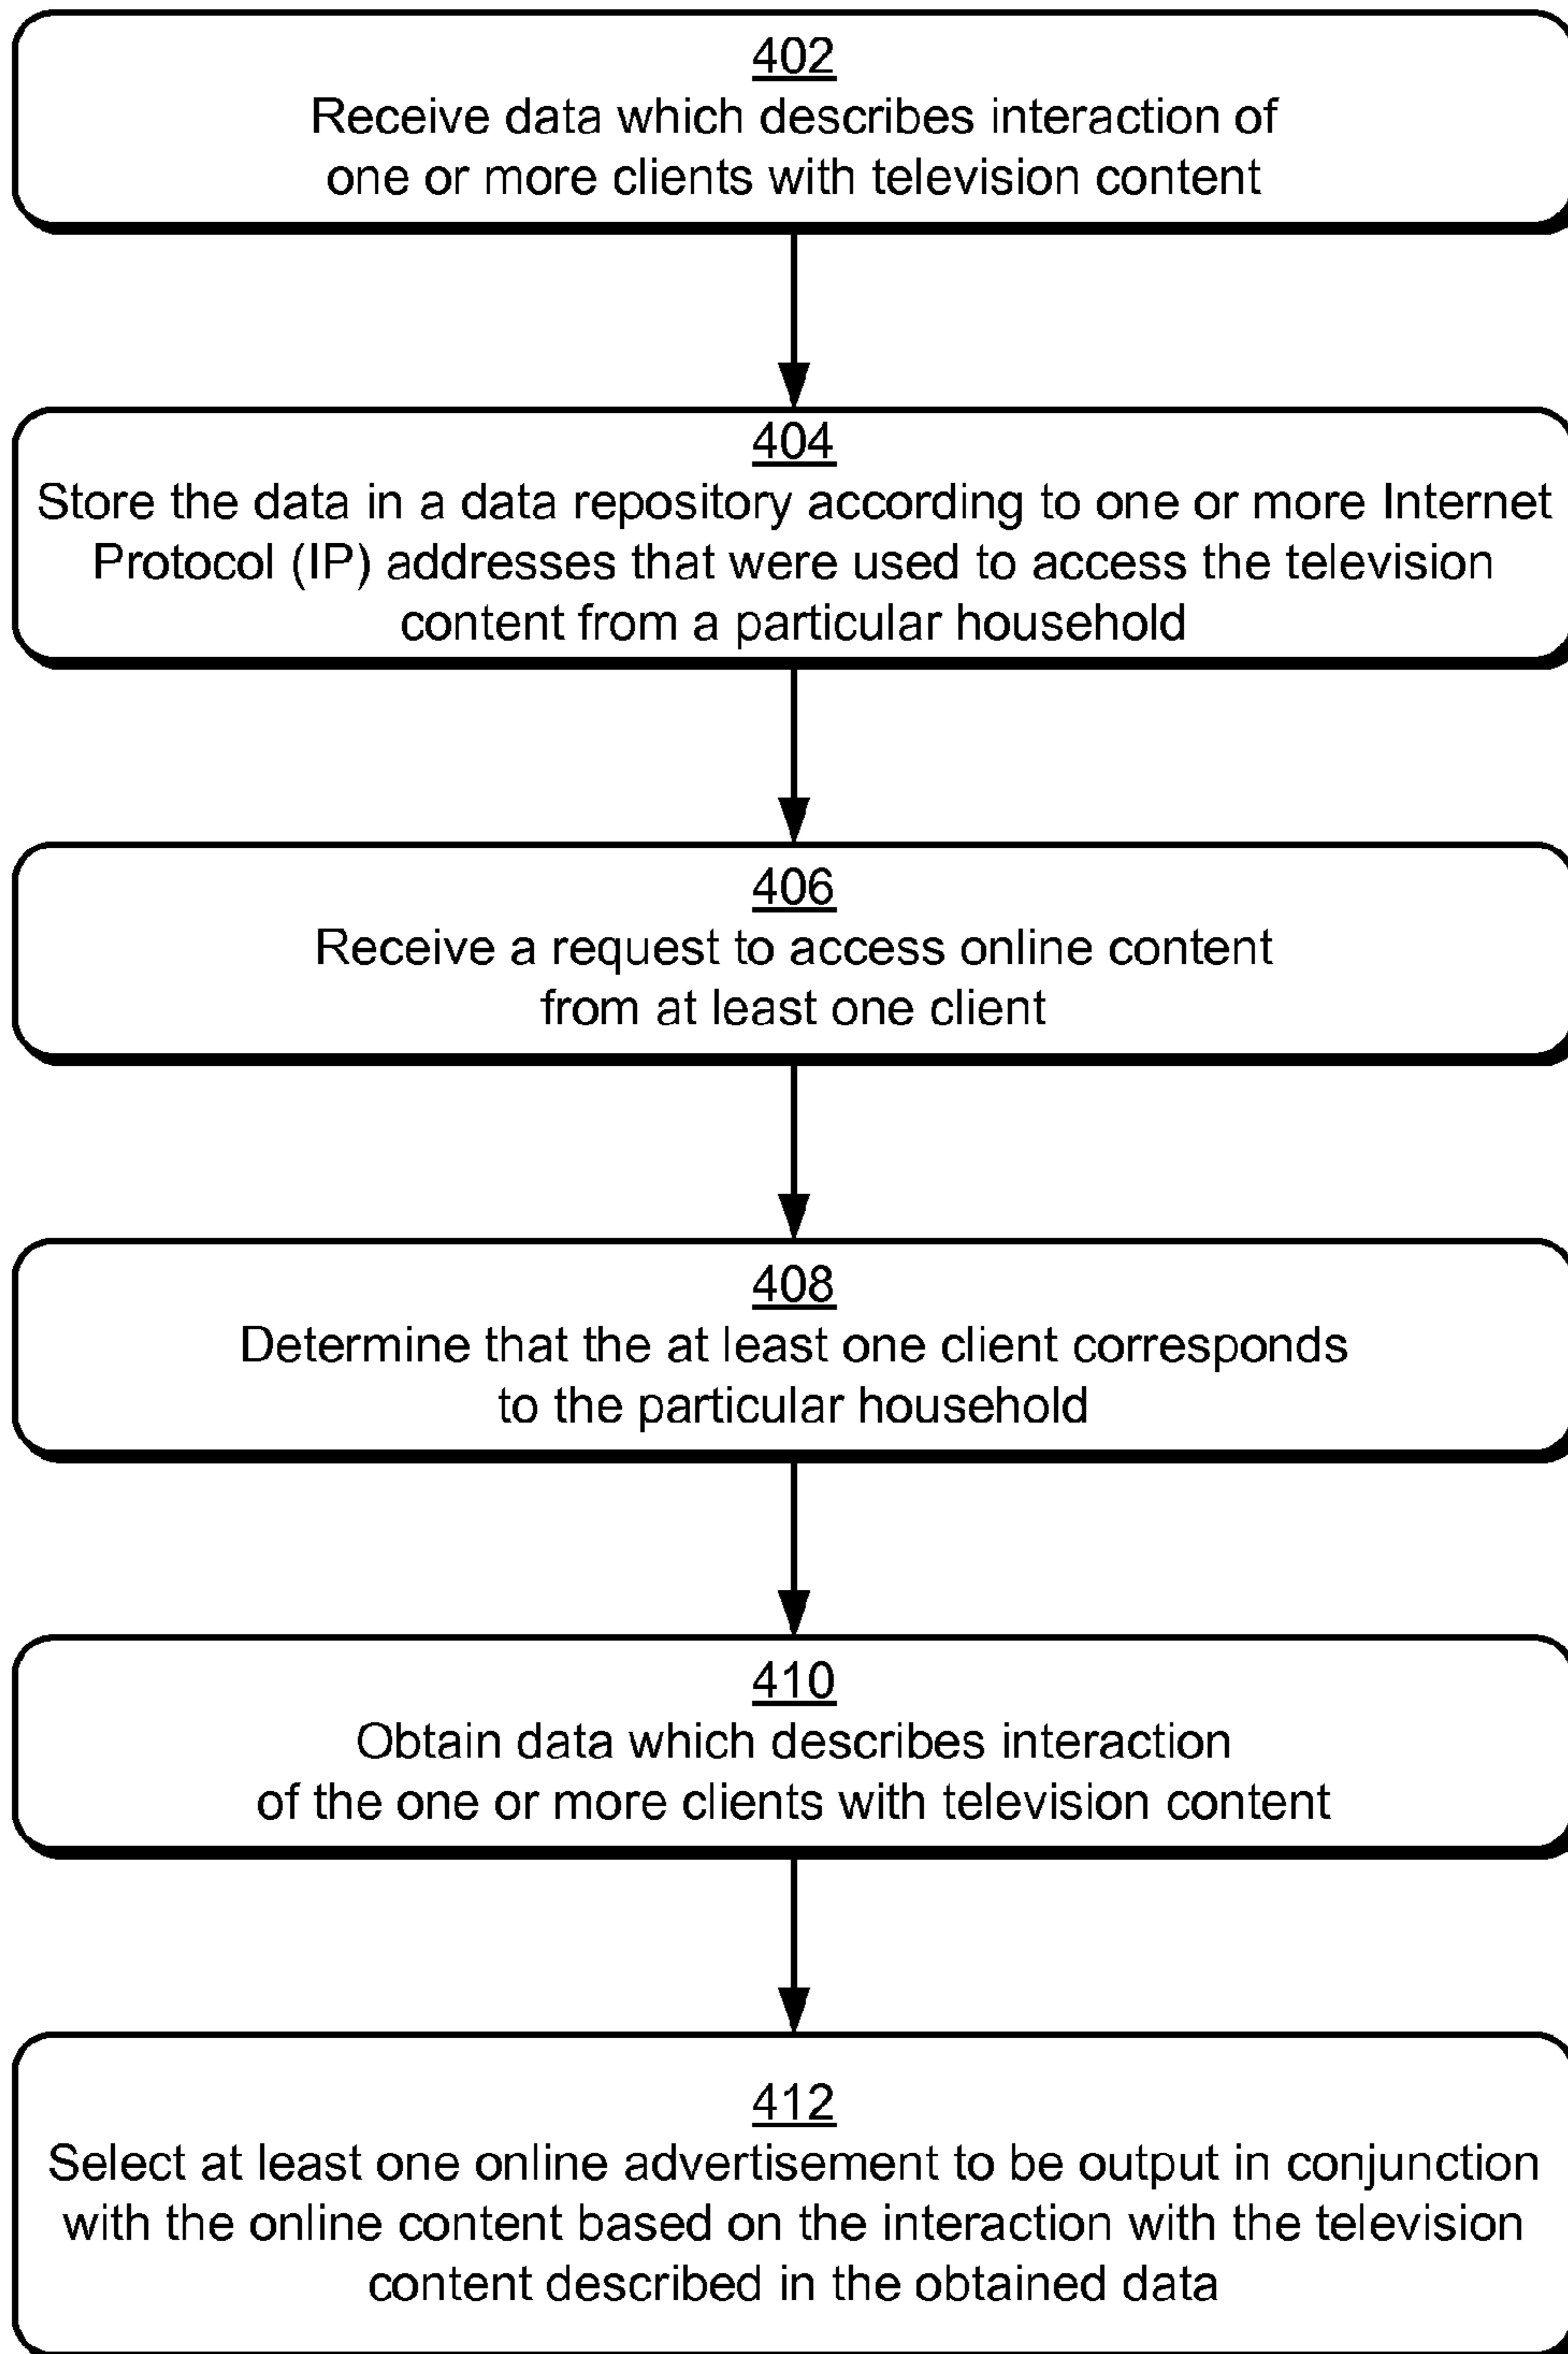 402
Receive data which describes interaction of
one or more clients with television content
404
Store the data in a data repository according to one or more Internet
Protocol (IP) addresses that were used to access the television
content from a particular household
406
Receive a request to access online content
from at least one client
408
Determine that the at least one client corresponds
to the particular household
410
Obtain data which describes interaction
of the one or more clients with television content
412
Select at least one online advertisement to be output in conjunction
with the online content based on the interaction with the television
content described in the obtained data